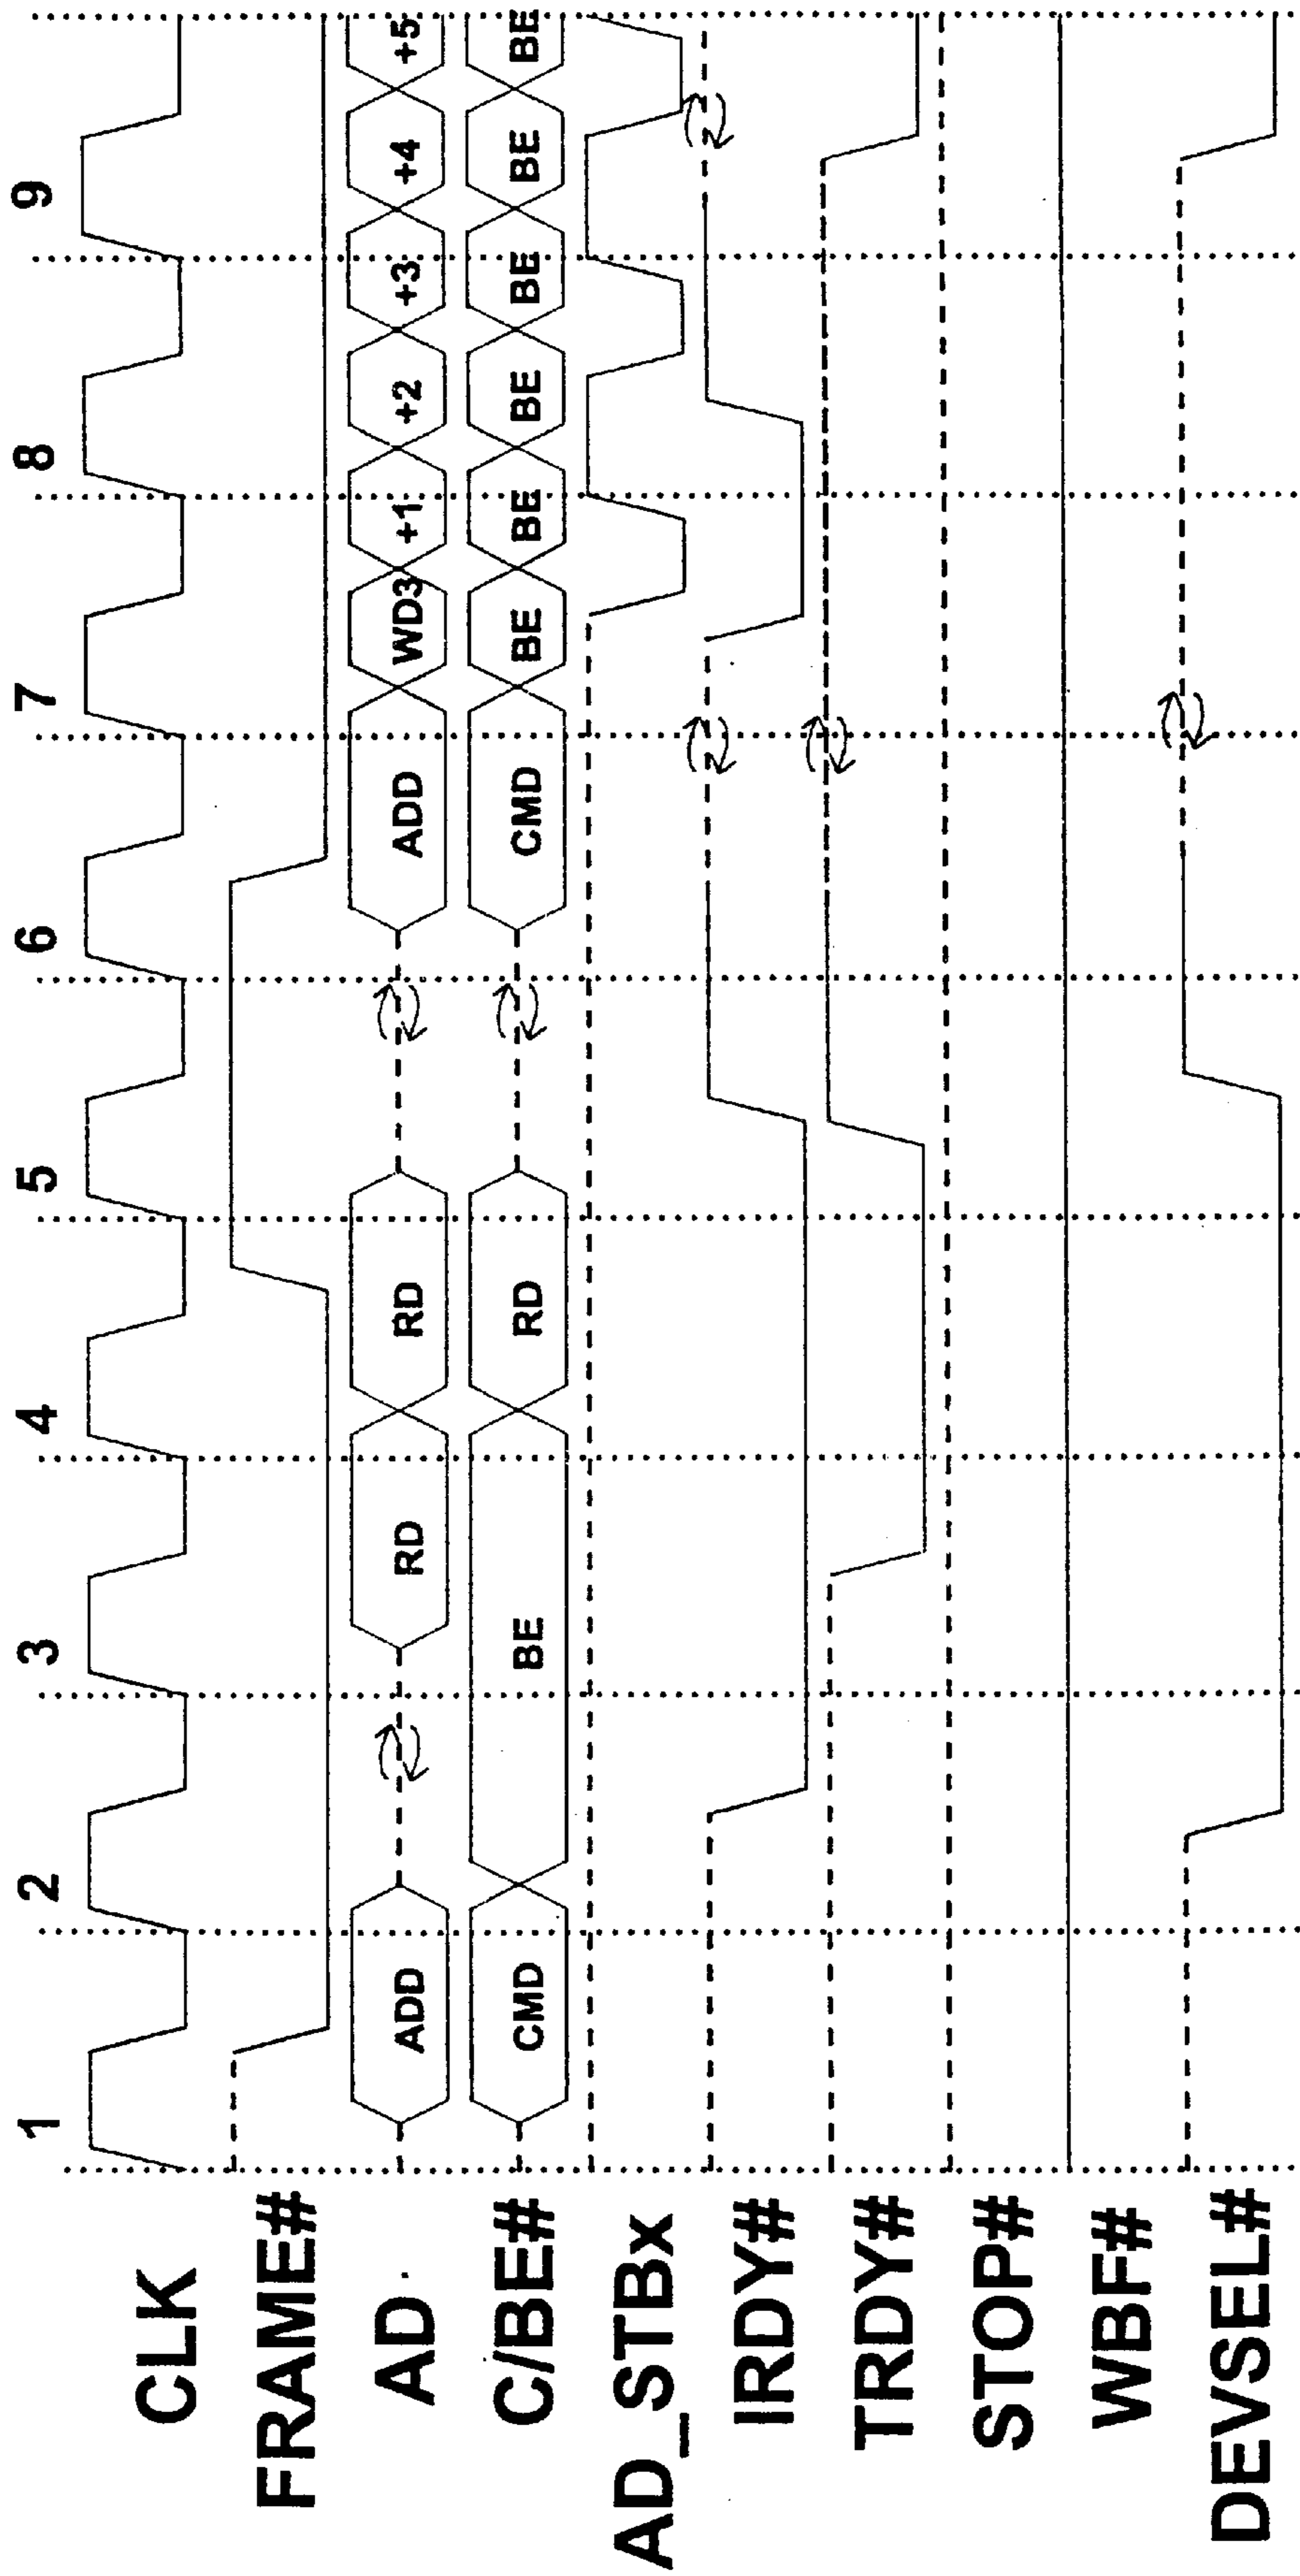 1 2 3 4 5 6 7 8 9
CLK
FRAME#
AD ADD RD RD ADD WD3 +1 +2 +3 +4 +5
C/BE# CMD BE RD CMD BE BE BE BE BE BE
AD_STBx
IRDY#
TRDY#
STOP#
WBF#
DEVSEL#